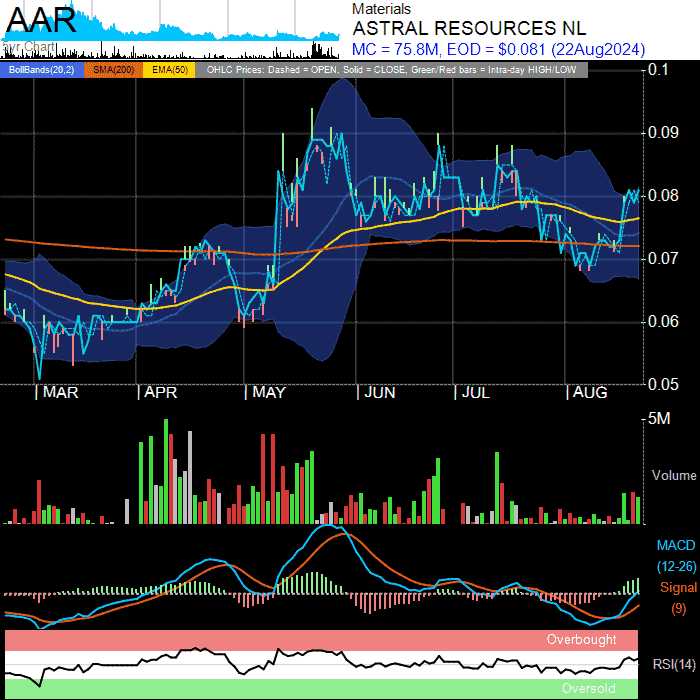 AAR
5yr Chart
Materials
ASTRAL RESOURCES NL
MC = 75.8M, EOD = $0.081 (22Aug2024)
BollBands(20,2) SMA(200) EMA(50) OHLC Prices: Dashed = OPEN, Solid = CLOSE, Green/Red bars = Intra-day HIGH/LOW
0.1
0.09
0.08
0.07
0.06
0.05
MAR APR MAY JUN JUL AUG
5M
Volume
MACD
(12-26)
Signal
(9)
Overbought
RSI(14)
Oversold